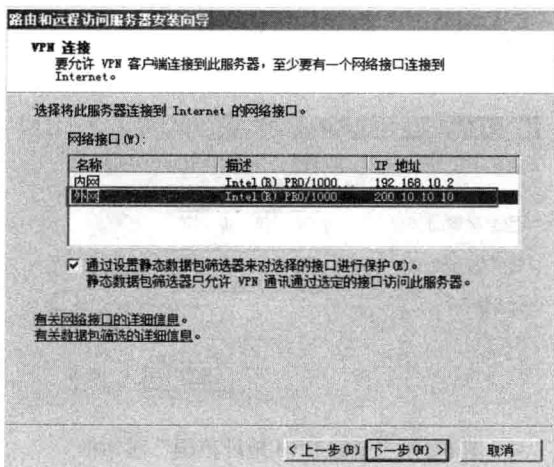 路由和远程访问服务器安装向导
VPN 连接
要允许 VPN 客户端连接到此服务器，至少要有一个网络接口连接到
Internet。
选择将此服务器连接到 Internet 的网络接口。
网络接口(W):
名称 描述 IP 地址
内网 Intel(R) PRO/1000... 192.168.10.2
外网 Intel(R) PRO/1000... 200.10.10.10
通过设置静态数据包筛选器来对选择的接口进行保护(E)。
静态数据包筛选器只允许 VPN 通讯通过选定的接口访问此服务器。
有关网络接口的详细信息。
有关数据包筛选的详细信息。
< 上一步(B) 下一步(N) > 取消